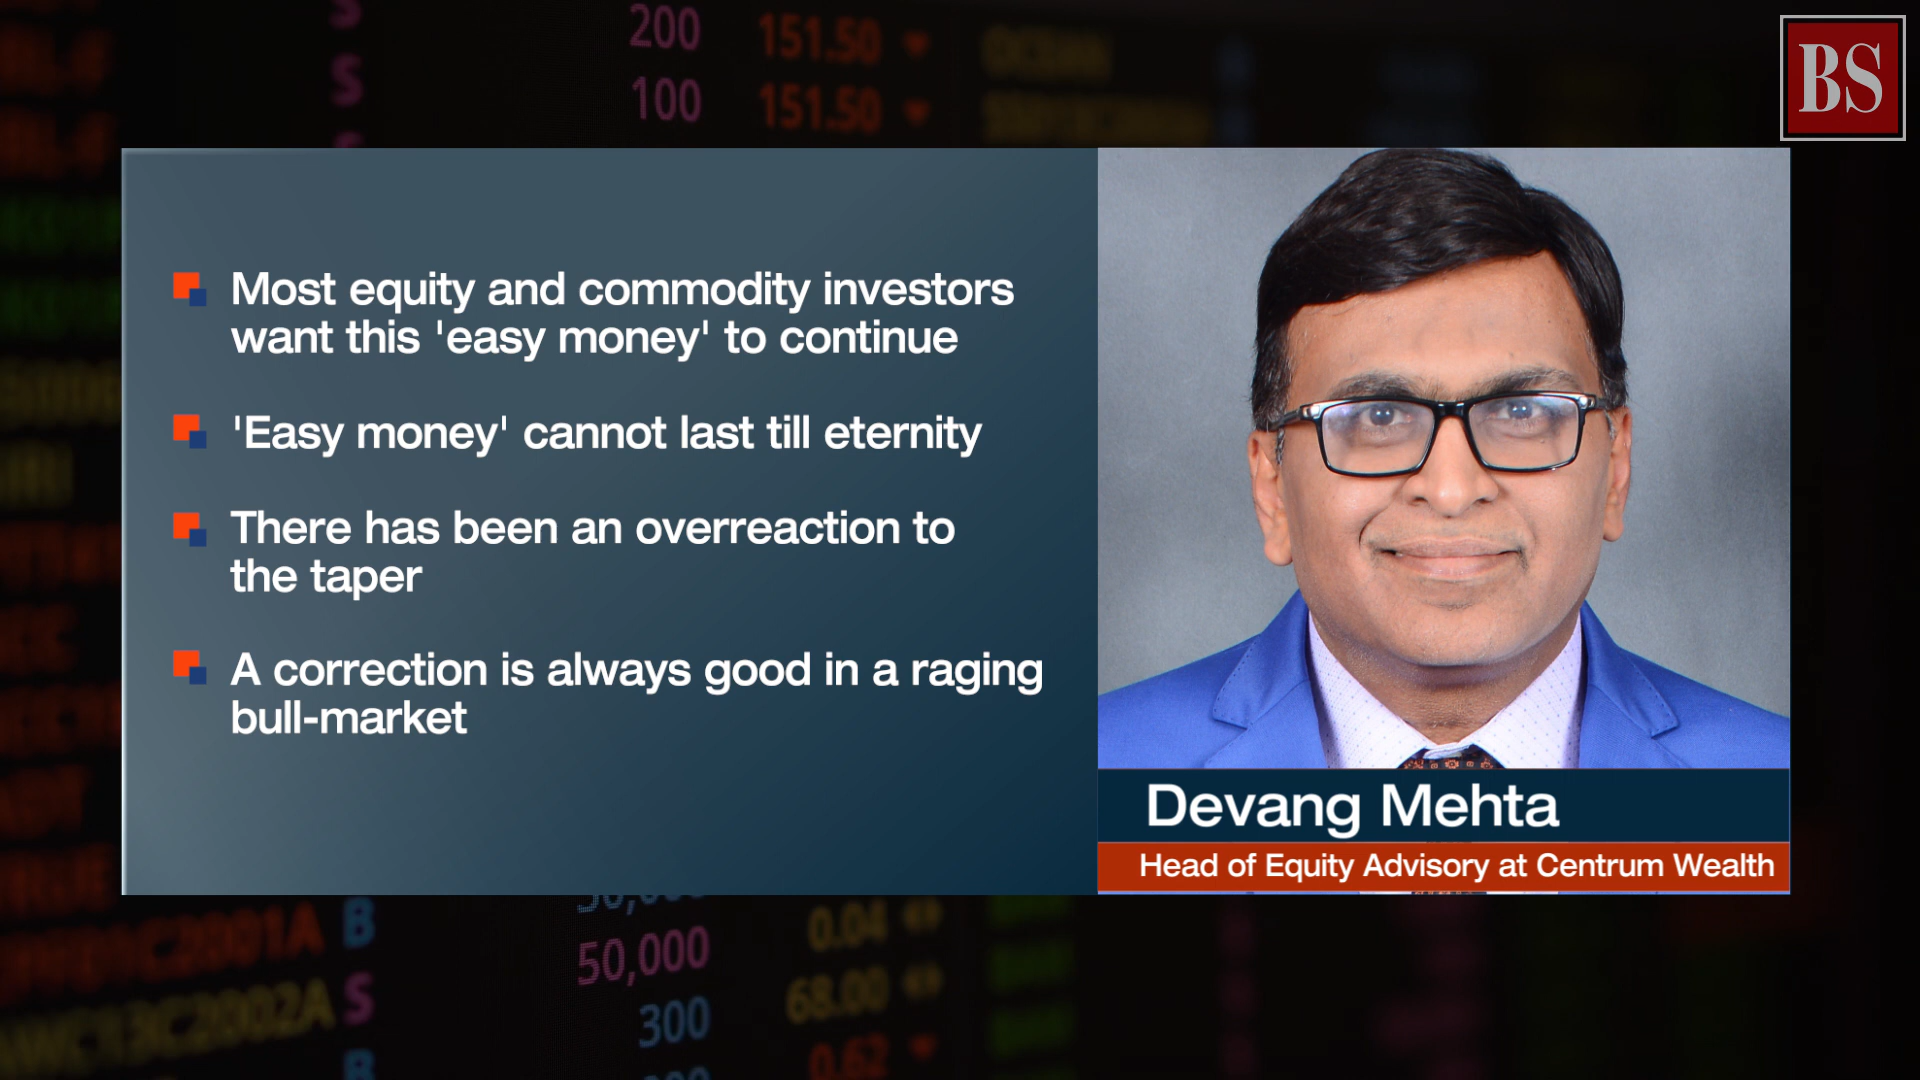 200 151.50
S
100 151.50
BS
Most equity and commodity investors
want this 'easy money' to continue
'Easy money' cannot last till eternity
There has been an overreaction to
the taper
A correction is always good in a raging
bull-market
Devang Mehta
Head of Equity Advisory at Centrum Wealth
B
50,000 0.04
S
300 68.00
B
0.62